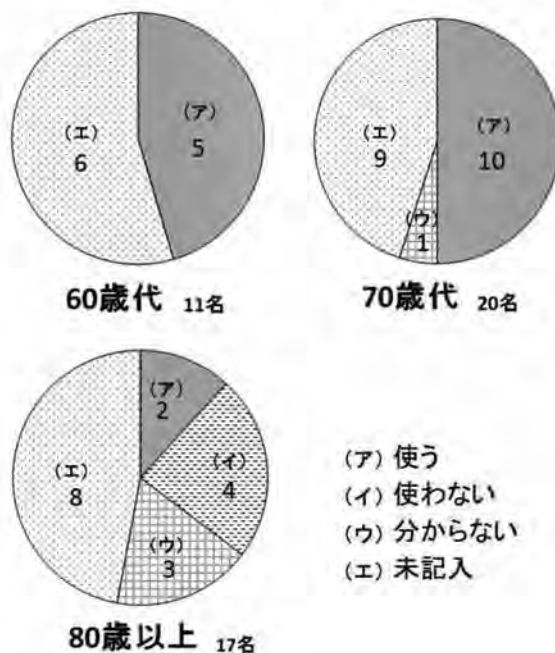 (エ)
6
(ア)
5
60歳代 11名
(エ)
9
(ア)
10
(ウ)
1
70歳代 20名
(エ)
8
(ア)
2
(イ)
4
(ウ)
3
80歳以上 17名
(ア) 使う
(イ) 使わない
(ウ) 分からない
(エ) 未記入